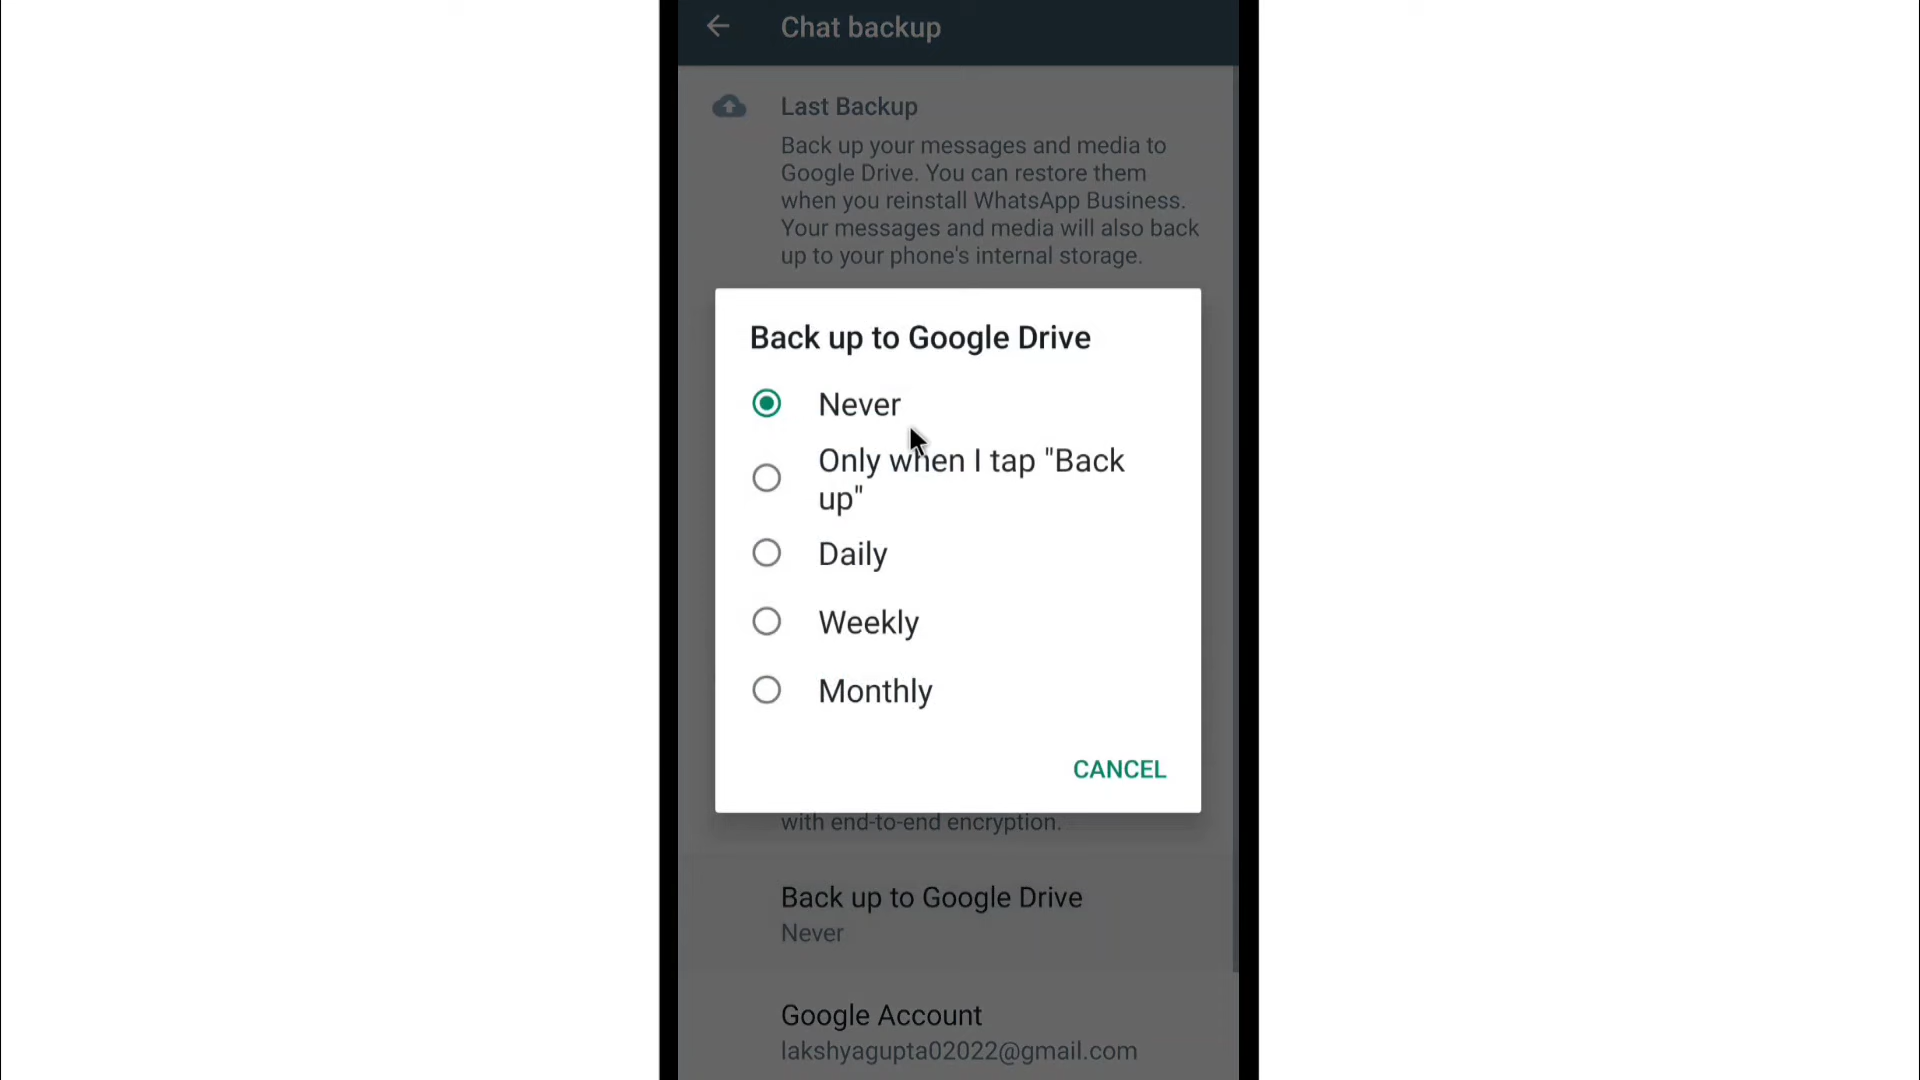 Chat backup
Last Backup
Back up your messages and media to
Google Drive. You can restore them
when you reinstall WhatsApp Business.
Your messages and media will also back
up to your phone's internal storage.
Back up to Google Drive
Never
Only when I tap "Back
up"
Daily
Weekly
Monthly
CANCEL
with end-to-end encryption.
Back up to Google Drive
Never
Google Account
lakshyagupta02022@gmail.com